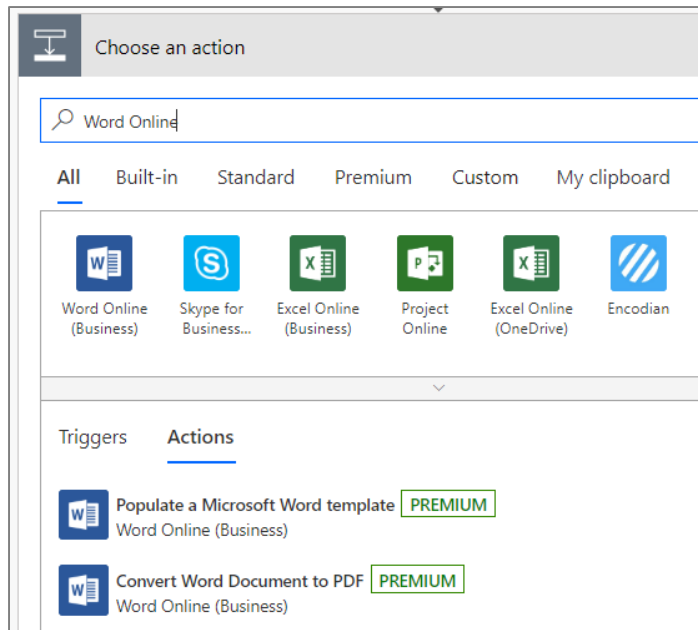 Choose an action
Word Online
All Built-in Standard Premium Custom My clipboard
Word Online Skype for Excel Online Project Excel Online Encodian
(Business) Business... (Business) Online (OneDrive)
Triggers Actions
Populate a Microsoft Word template PREMIUM
Word Online (Business)
Convert Word Document to PDF PREMIUM
Word Online (Business)